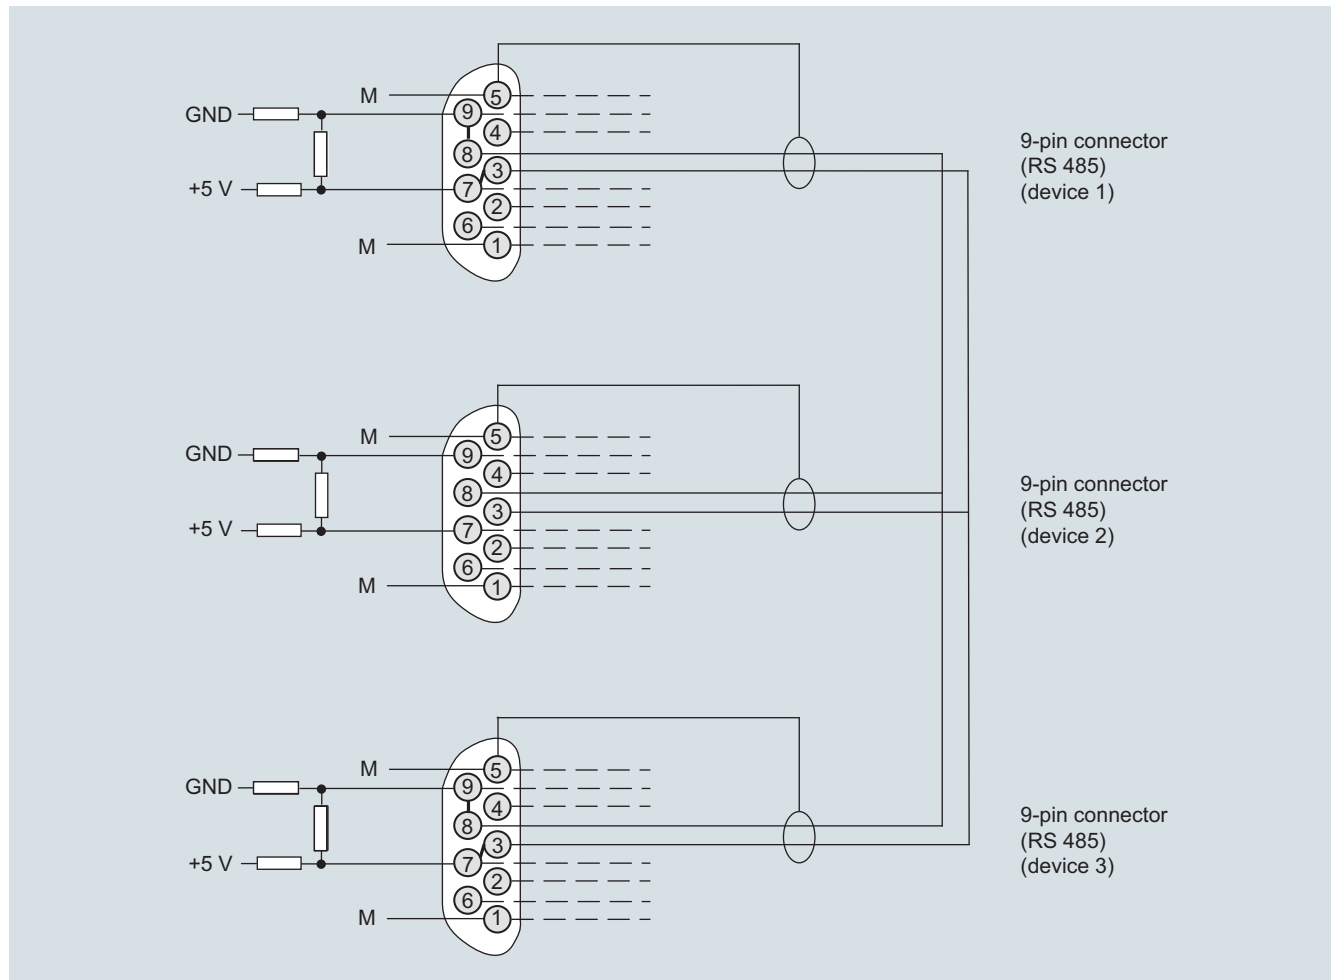 M
5
GND
9
4
8
3
+5 V
7
2
6
M
1
9-pin connector
(RS 485)
(device 1)
M
5
GND
9
4
8
3
+5 V
7
2
6
M
1
9-pin connector
(RS 485)
(device 2)
M
5
GND
9
4
8
3
+5 V
7
2
6
M
1
9-pin connector
(RS 485)
(device 3)